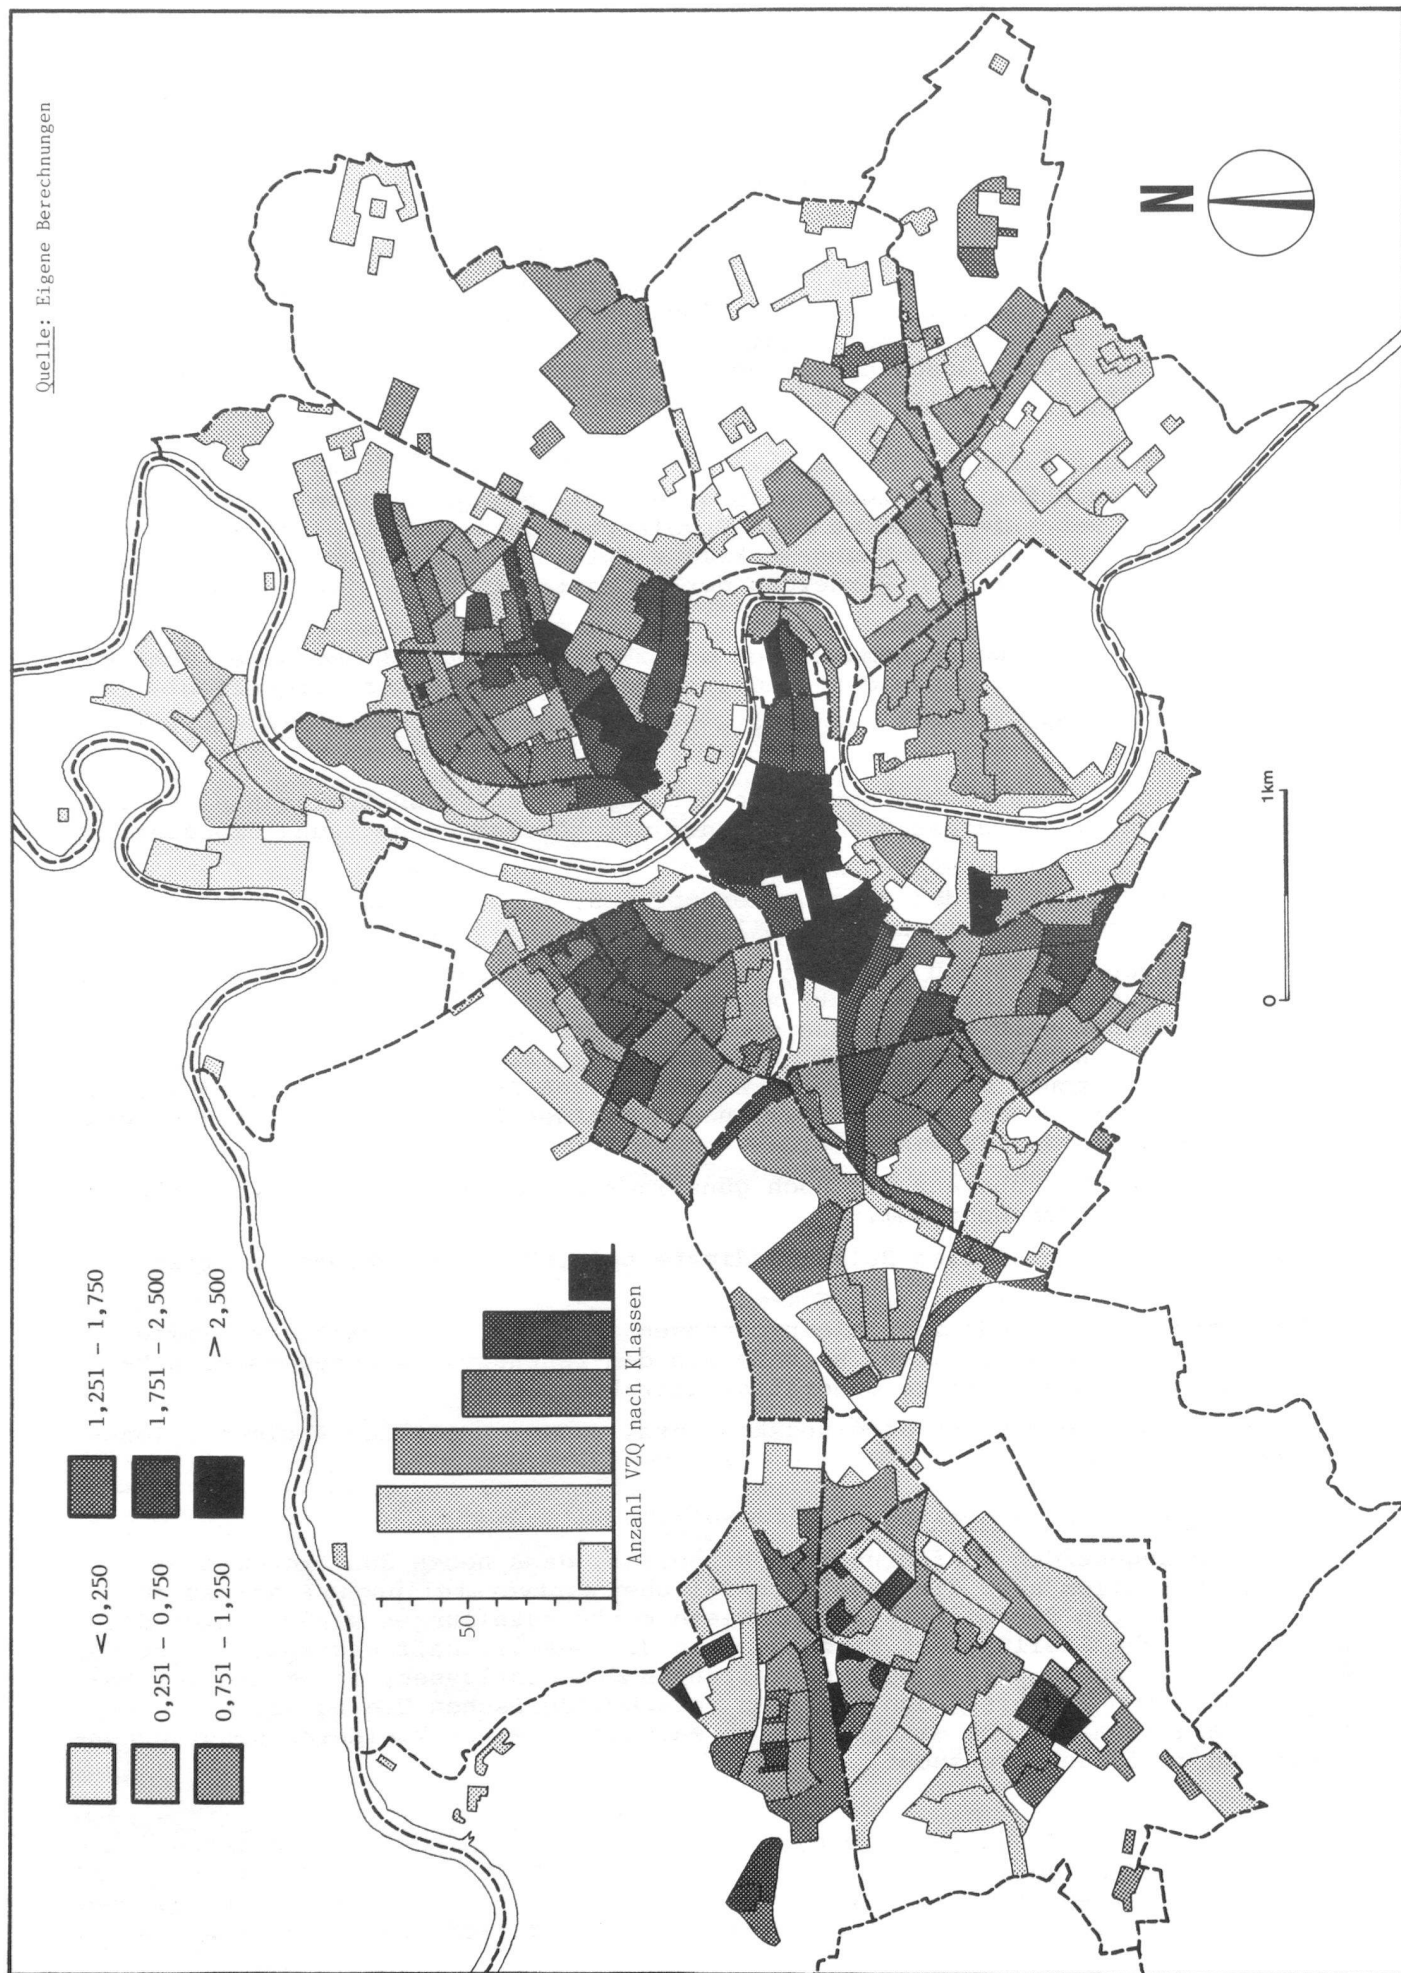 Quelle: Eigene Berechnungen
N
< 0,250
0,251 – 0,750
0,751 – 1,250
1,251 – 1,750
1,751 – 2,500
> 2,500
50
Anzahl VZQ nach Klassen
0
1km